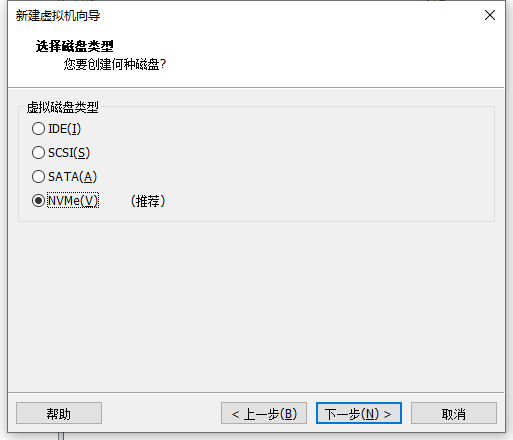 新建虚拟机向导
选择磁盘类型
您要创建何种磁盘?
虚拟磁盘类型
IDE(I)
SCSI(S)
SATA(A)
NVMe(V) （推荐）
帮助
< 上一步(B)
下一步(N) >
取消